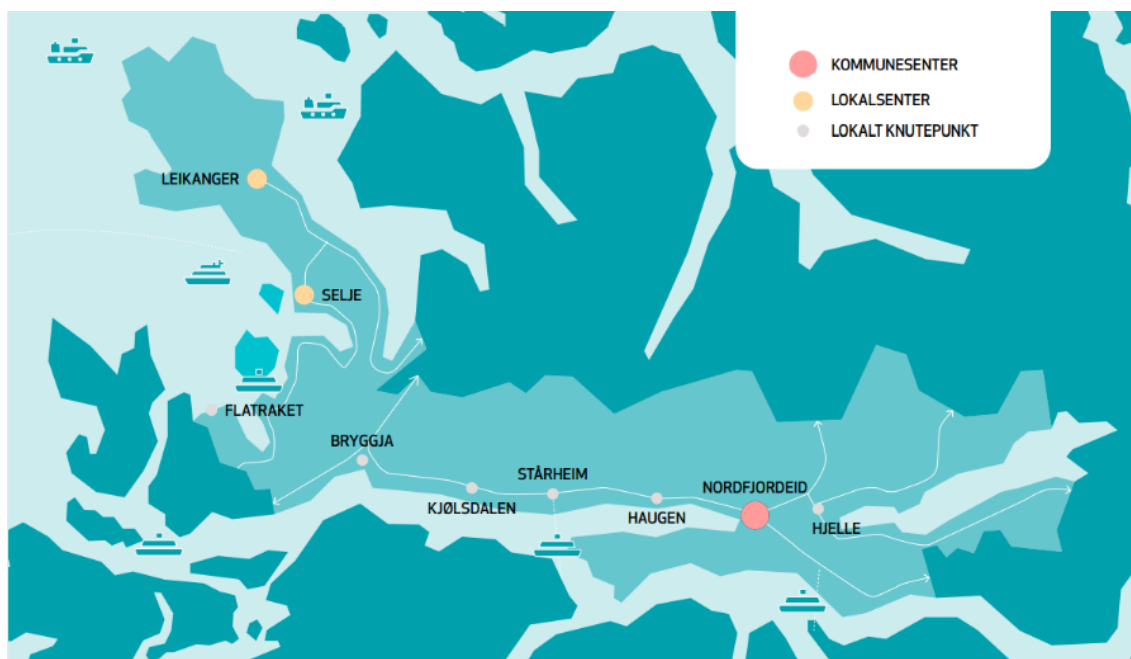 KOMMUNESENTER
LOKALSENTER
LOKALT KNUTEPUNKT
LEIKANGER
SELJE
FLATRAKET
BRYGGJA
STÅRHEIM
KJØLSDALEN
HAUGEN
NORDFJORDEID
HJELLE